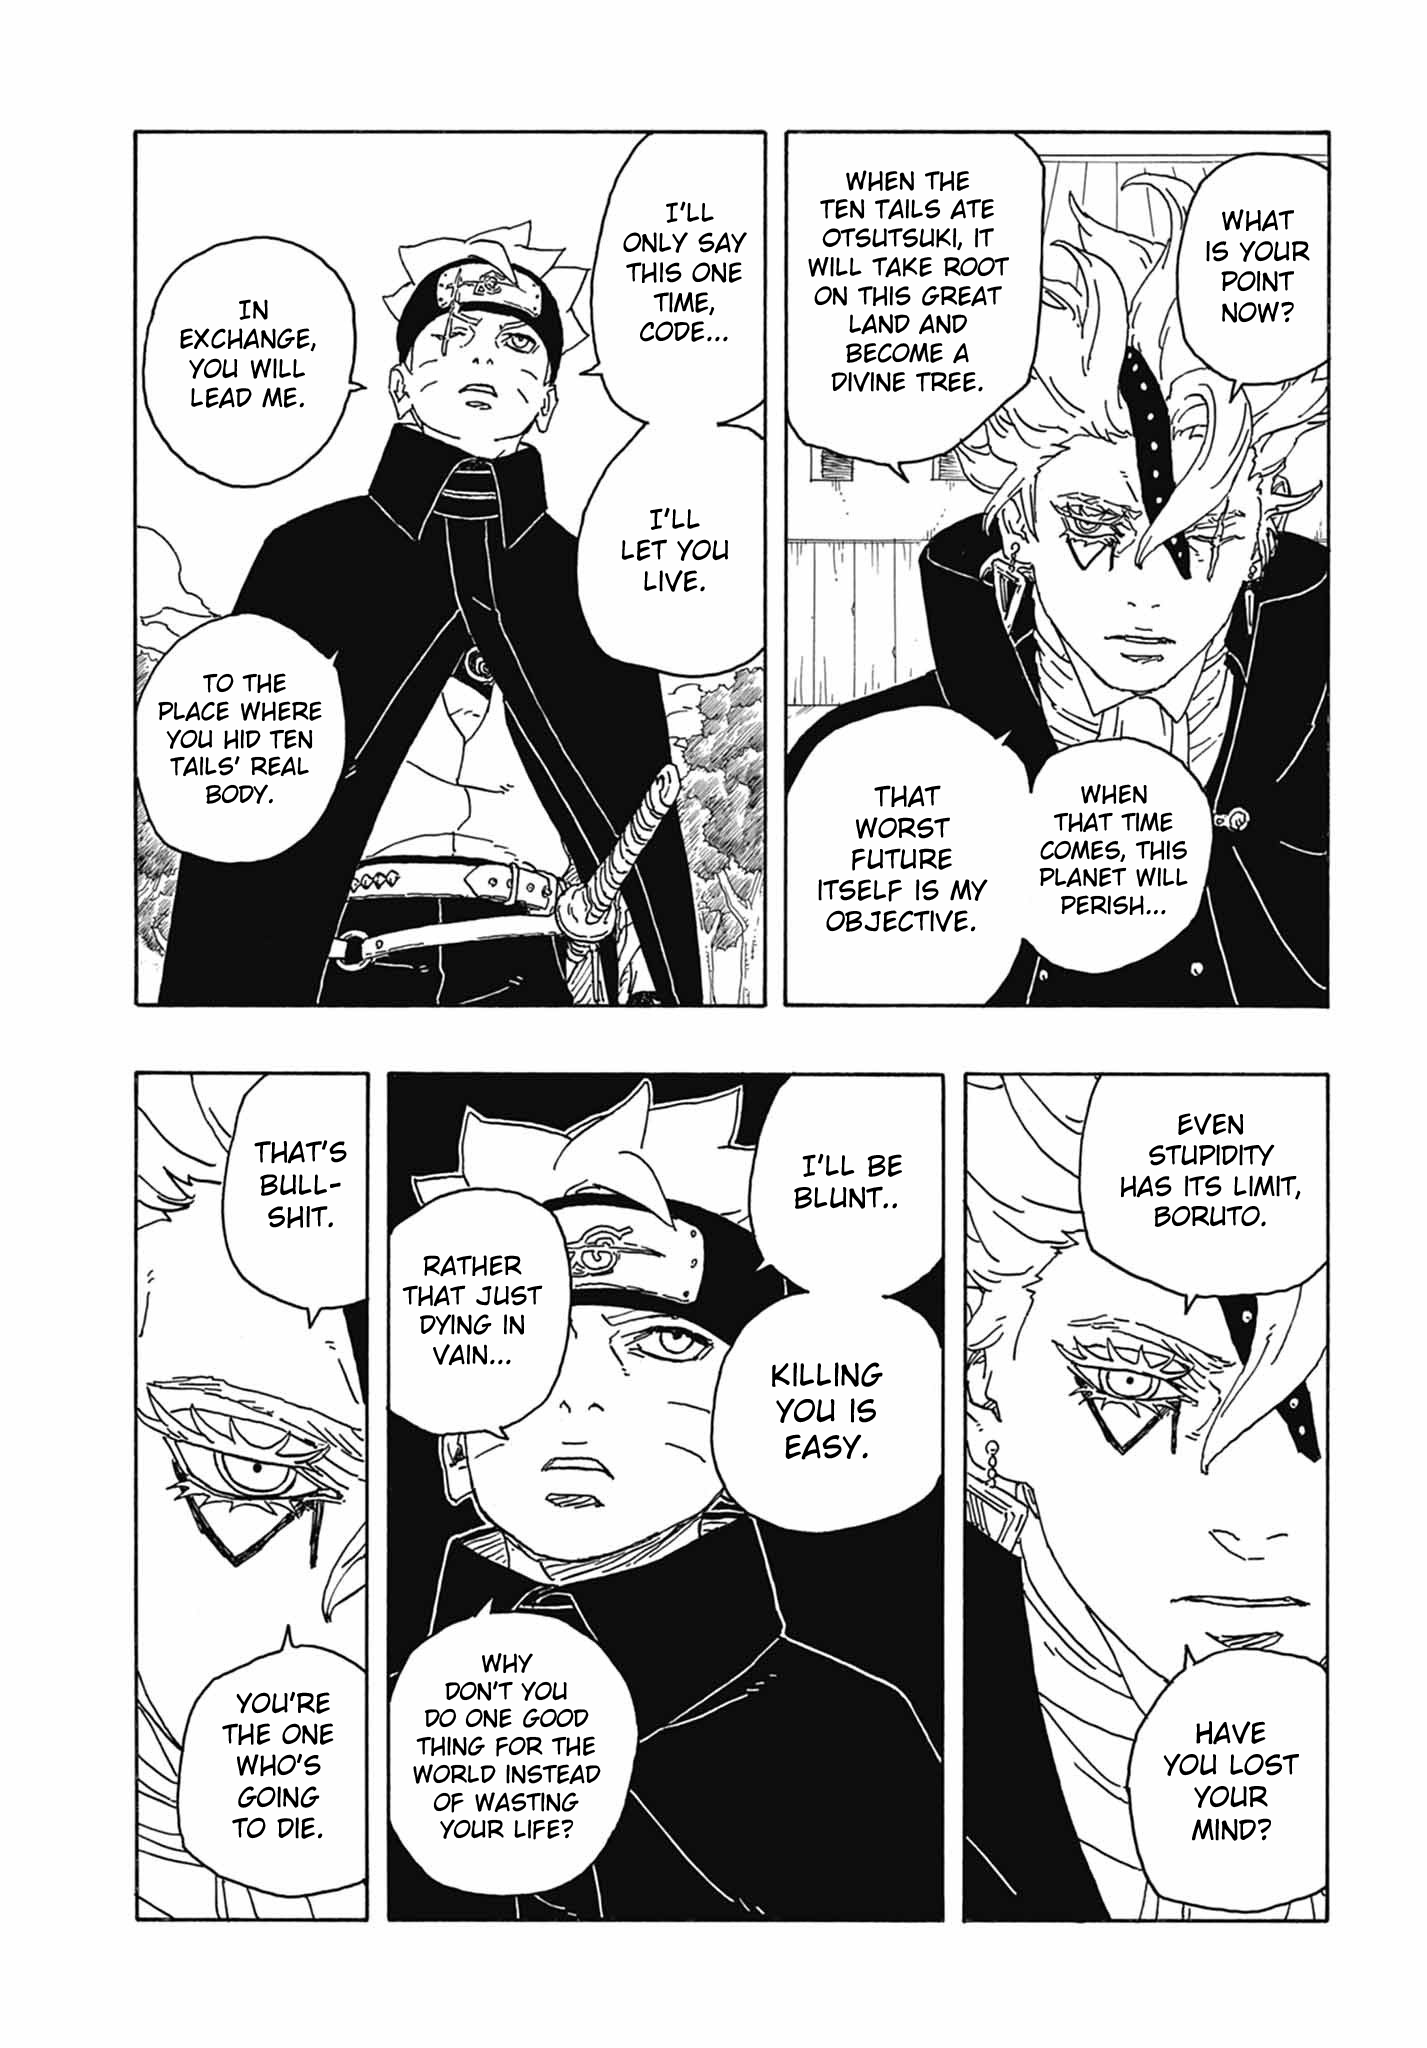 WHAT
IS YOUR
POINT
NOW?
WHEN THE
TEN TAILS ATE
OTSUTSUKI, IT
WILL TAKE ROOT
ON THIS GREAT
LAND AND
BECOME A
DIVINE TREE.
WHEN
THAT TIME
COMES, THIS
PLANET WILL
PERISH...
THAT
WORST
FUTURE
ITSELF IS MY
OBJECTIVE.
I'LL
ONLY SAY
THIS ONE
TIME,
CODE...
I'LL
LET YOU
LIVE.
IN
EXCHANGE,
YOU WILL
LEAD ME.
TO THE
PLACE WHERE
YOU HID TEN
TAILS' REAL
BODY.
EVEN
STUPIDITY
HAS ITS LIMIT,
BORUTO.
HAVE
YOU LOST
YOUR
MIND?
I'LL BE
BLUNT..
KILLING
YOU IS
EASY.
RATHER
THAT JUST
DYING IN
VAIN...
WHY
DON'T YOU
DO ONE GOOD
THING FOR THE
WORLD INSTEAD
OF WASTING
YOUR LIFE?
THAT'S
BULL-
SHIT.
YOU'RE
THE ONE
WHO'S
GOING
TO DIE.